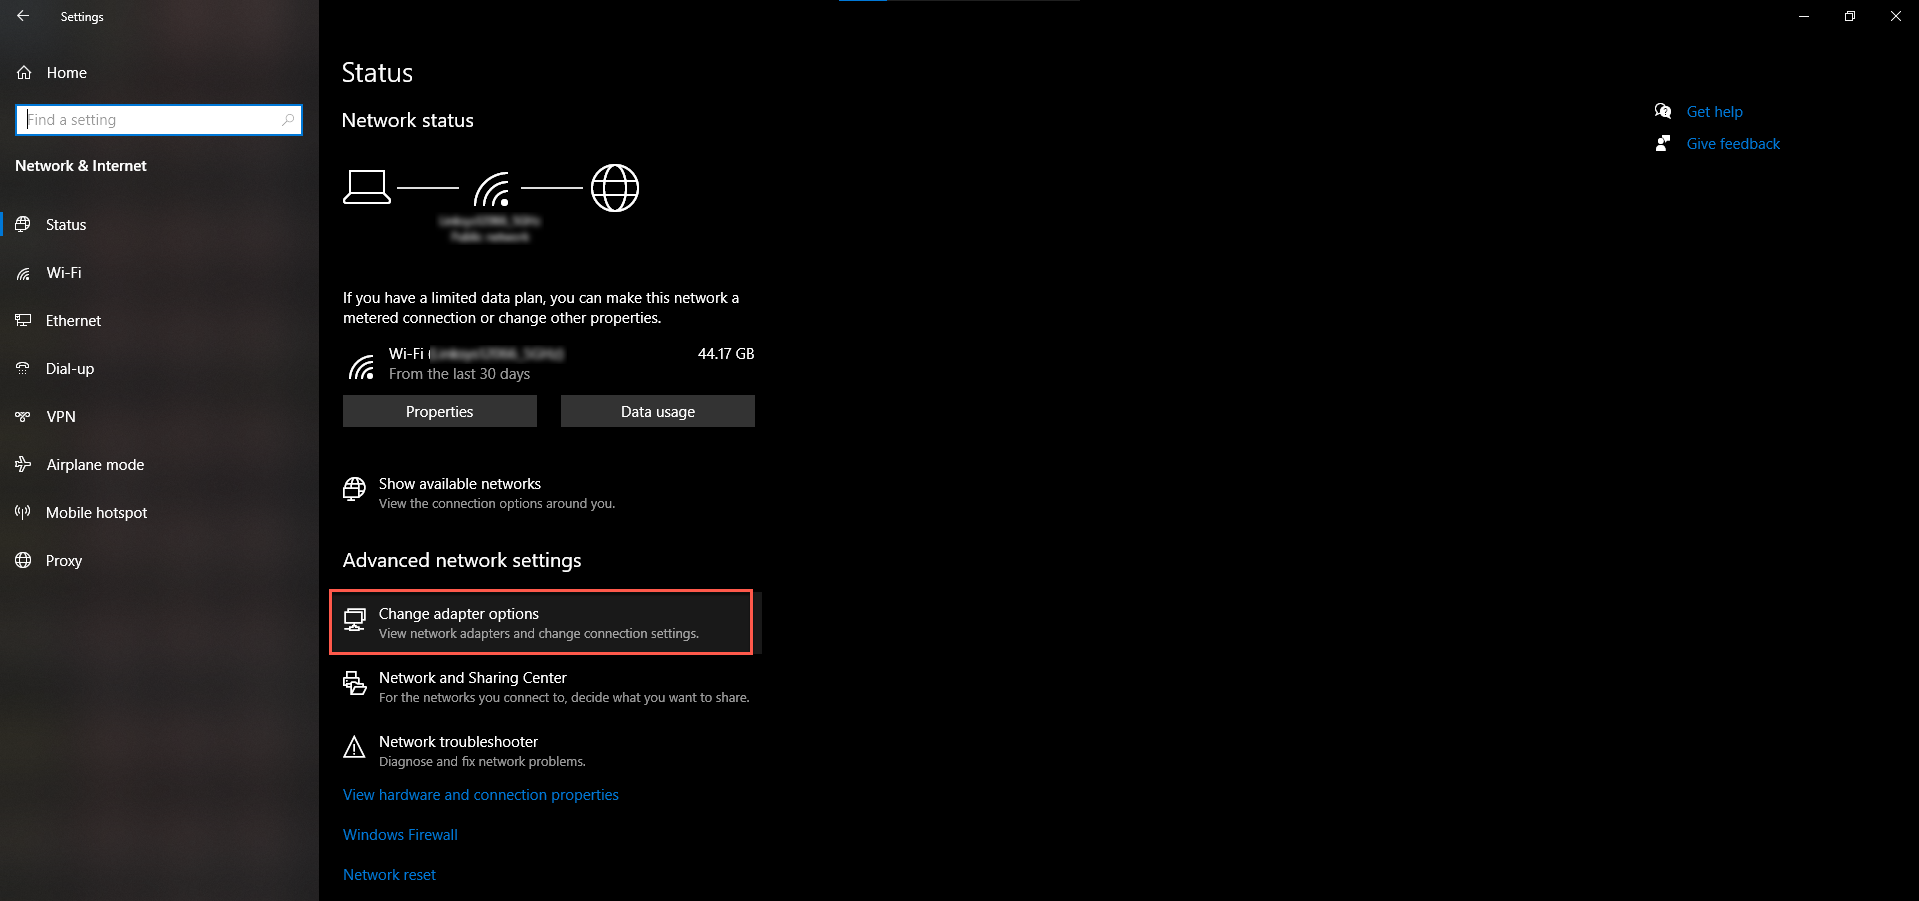 Settings
Home
Find a setting
Network & Internet
Status
Wi-Fi
Ethernet
Dial-up
VPN
Airplane mode
Mobile hotspot
Proxy
Status
Network status
If you have a limited data plan, you can make this network a
metered connection or change other properties.
Wi-Fi (
44.17 GB
From the last 30 days
Properties
Data usage
Show available networks
View the connection options around you.
Advanced network settings
Change adapter options
View network adapters and change connection settings.
Network and Sharing Center
For the networks you connect to, decide what you want to share.
Network troubleshooter
Diagnose and fix network problems.
View hardware and connection properties
Windows Firewall
Network reset
Get help
Give feedback